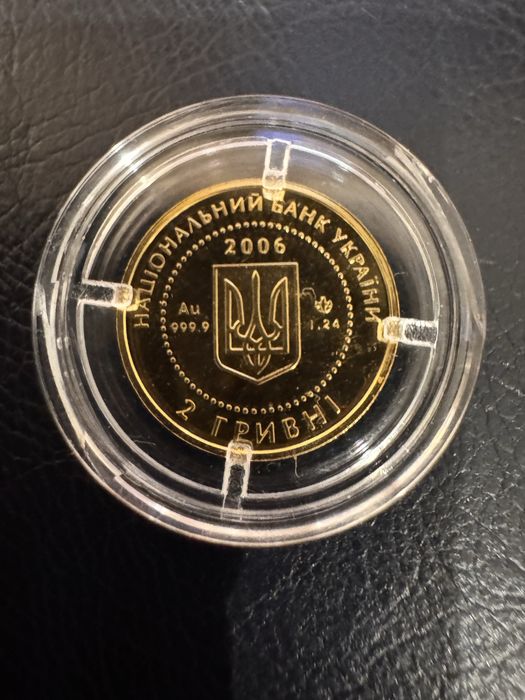 НАЦІОНАЛЬНИЙ БАНК УКРАЇНИ
2006
Au
999.9
1.24
2 ГРИВНІ